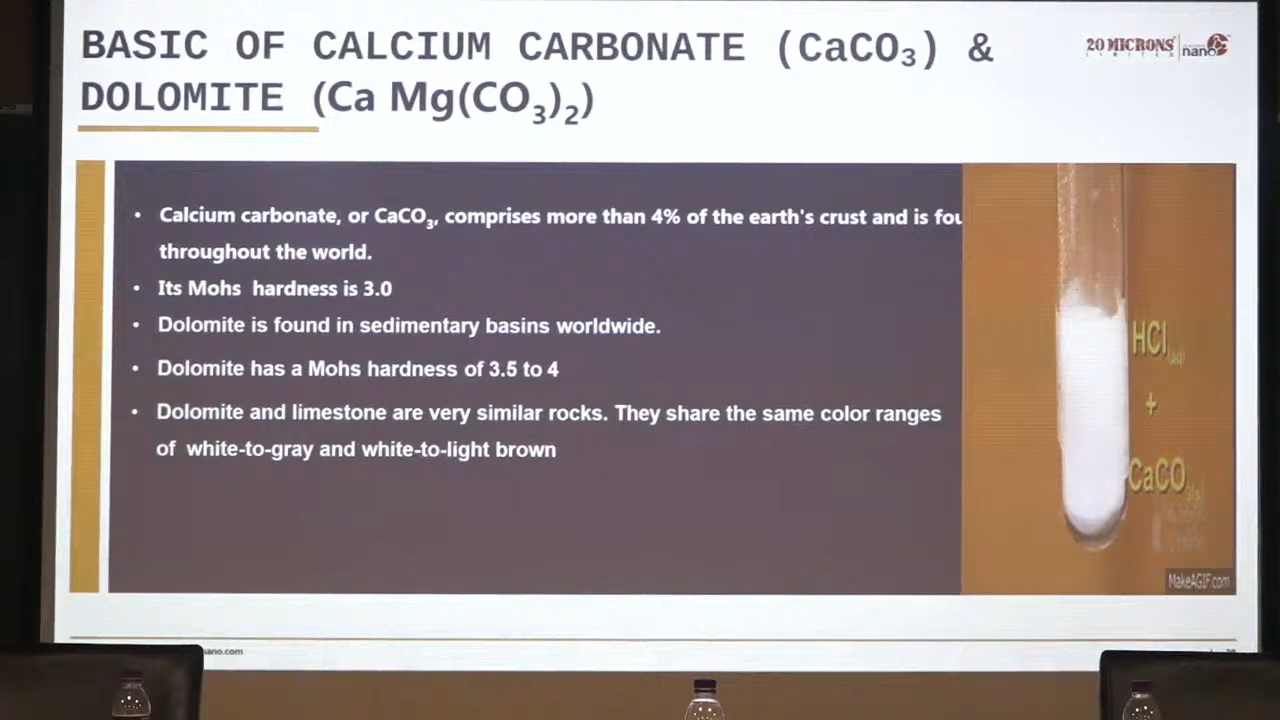 BASIC OF CALCIUM CARBONATE (CaCO₃) &
DOLOMITE (Ca Mg(CO₃)₂)
20 MICRONS
LIMITED
nano
• Calcium carbonate, or CaCO₃, comprises more than 4% of the earth's crust and is fou
throughout the world.
• Its Mohs hardness is 3.0
• Dolomite is found in sedimentary basins worldwide.
• Dolomite has a Mohs hardness of 3.5 to 4
• Dolomite and limestone are very similar rocks. They share the same color ranges
of white-to-gray and white-to-light brown
HCl(aq)
+
CaCO₃(s)
MakeAGIF.com
ano.com